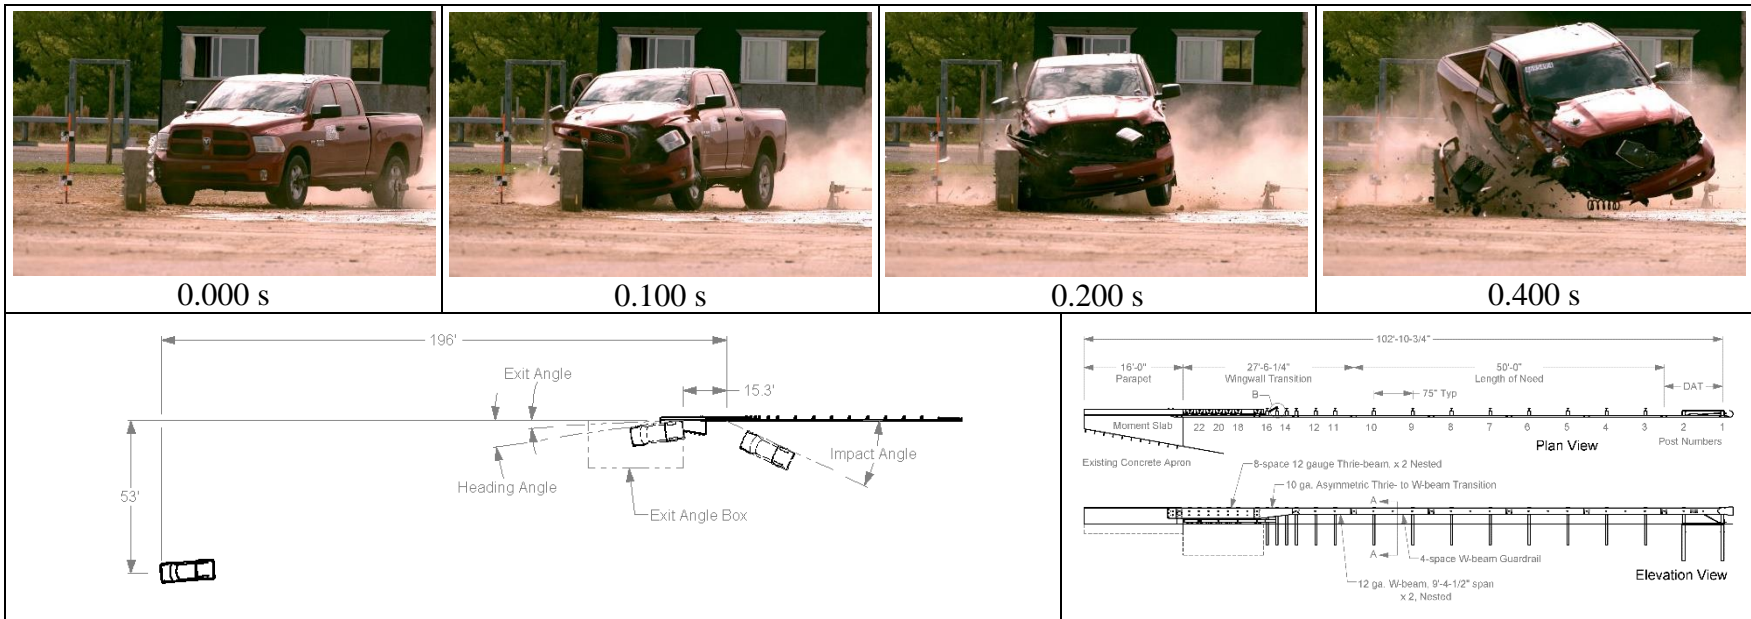 0.000 s
0.100 s
0.200 s
0.400 s
196'
Exit Angle
15.3'
Impact Angle
Heading Angle
53'
Exit Angle Box
102'-10-3/4"
16'-0"
Parapet
27'-6-1/4"
Wingwall Transition
50'-0"
Length of Need
DAT
B
75" Typ
Moment Slab
22 20 18 16 14 12 11 10 9 8 7 6 5 4 3 2 1
Plan View
Post Numbers
Existing Concrete Apron
8-space 12 gauge Thrie-beam, x 2 Nested
10 ga. Asymmetric Thrie- to W-beam Transition
A
A
4-space W-beam Guardrail
Elevation View
12 ga. W-beam, 9'-4-1/2" span
x 2, Nested